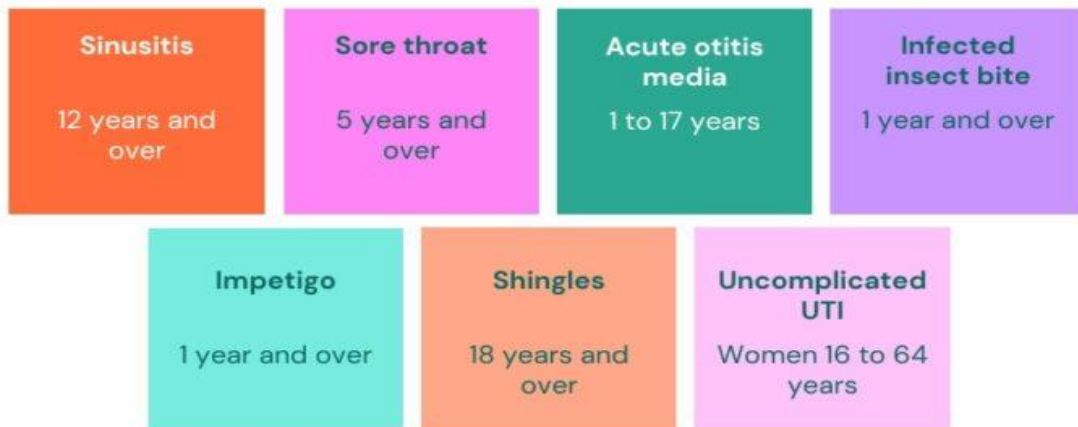 Sinusitis
12 years and
over
Sore throat
5 years and
over
Acute otitis
media
1 to 17 years
Infected
insect bite
1 year and over
Impetigo
1 year and over
Shingles
18 years and
over
Uncomplicated
UTI
Women 16 to 64
years